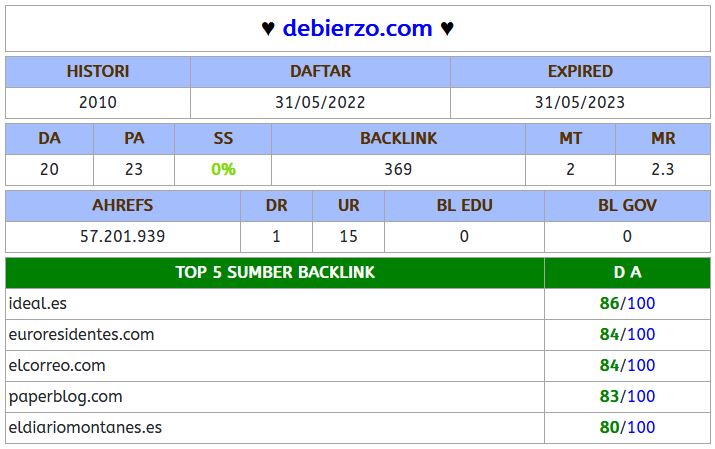 ♥ debierzo.com ♥
HISTORI DAFTAR EXPIRED
2010 31/05/2022 31/05/2023
DA PA SS BACKLINK MT MR
20 23 0% 369 2 2.3
AHREFS DR UR BL EDU BL GOV
57.201.939 1 15 0 0
TOP 5 SUMBER BACKLINK D A
ideal.es 86/100
euroresidentes.com 84/100
elcorreo.com 84/100
paperblog.com 83/100
eldiariomontanes.es 80/100